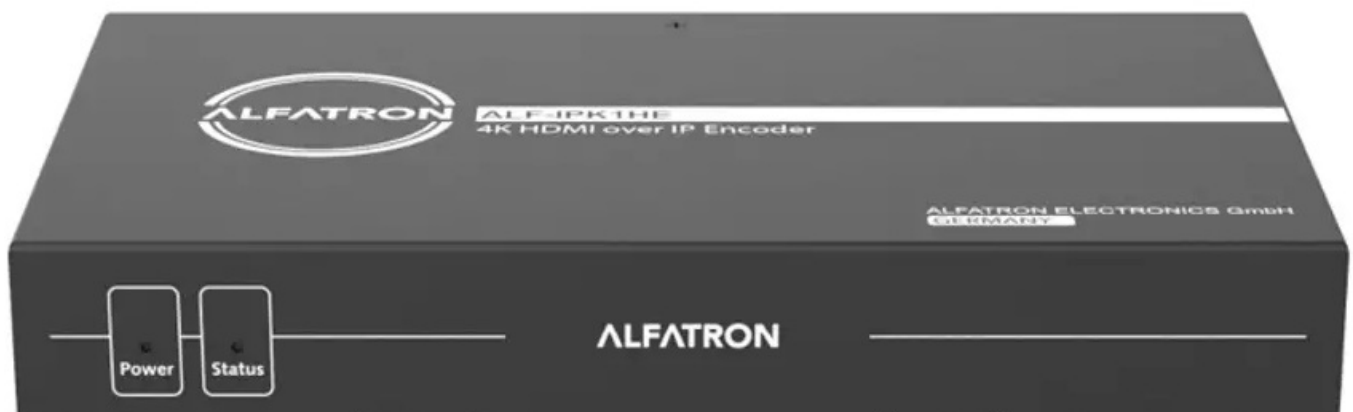 ALFATRON
ALF-IPK1HE
4K HDMI over IP Encoder
ALFATRON ELECTRONICS GmbH
GERMANY
Power
Status
ALFATRON